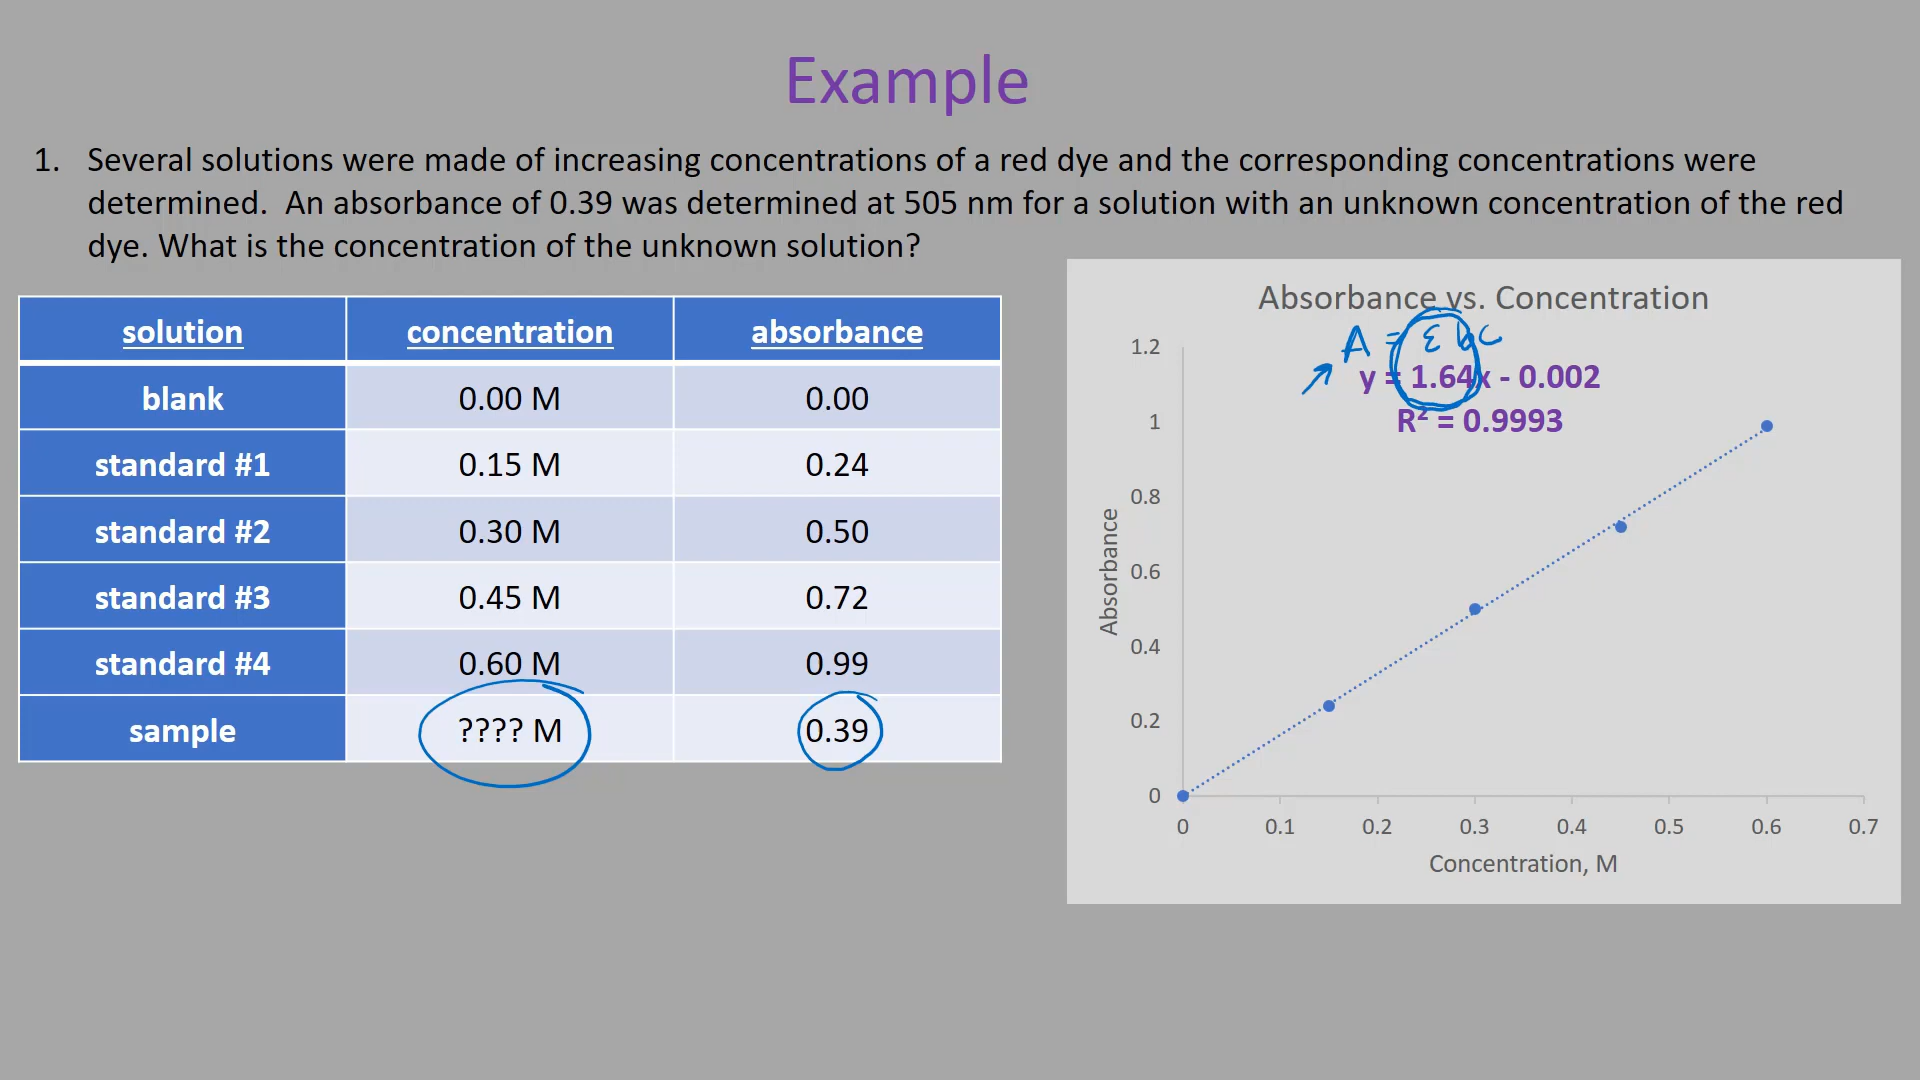 Example
1. Several solutions were made of increasing concentrations of a red dye and the corresponding concentrations were
determined. An absorbance of 0.39 was determined at 505 nm for a solution with an unknown concentration of the red
dye. What is the concentration of the unknown solution?
solution concentration absorbance
blank 0.00 M 0.00
standard #1 0.15 M 0.24
standard #2 0.30 M 0.50
standard #3 0.45 M 0.72
standard #4 0.60 M 0.99
sample ???? M 0.39
Absorbance vs. Concentration
A = εbc
y = 1.64x - 0.002
R² = 0.9993
1.2
1
0.8
0.6
0.4
0.2
0
Absorbance
0 0.1 0.2 0.3 0.4 0.5 0.6 0.7
Concentration, M